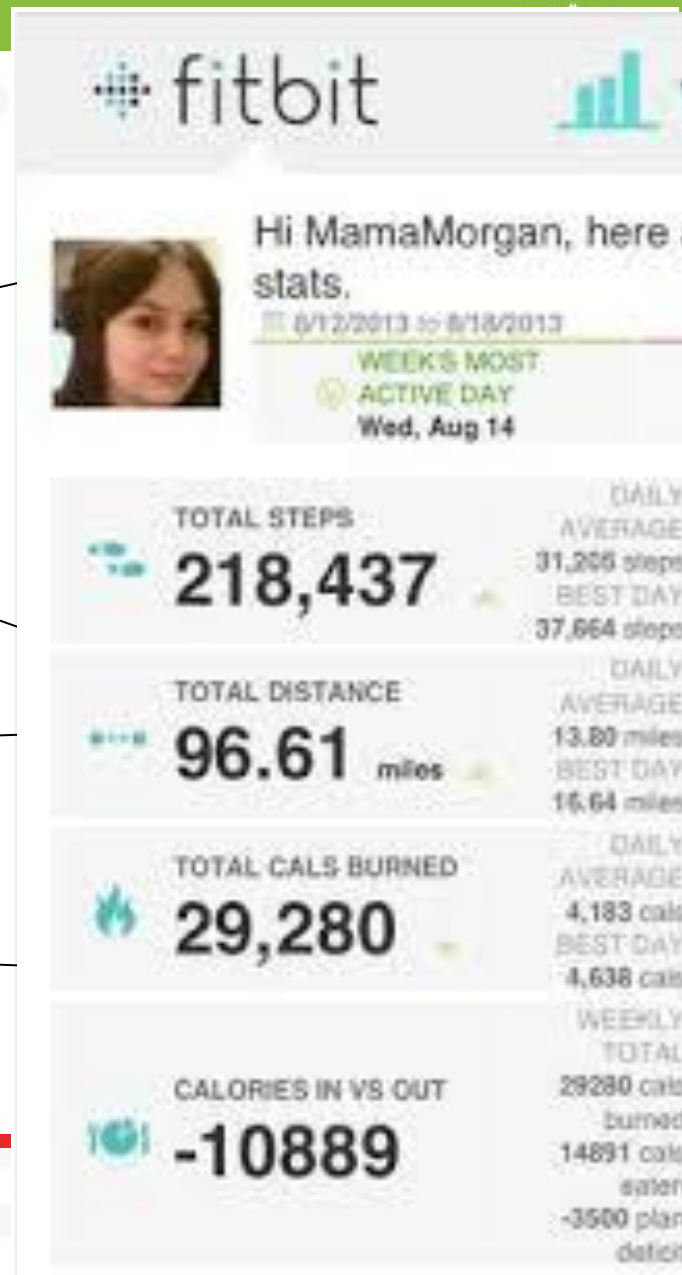 fitbit
Hi MamaMorgan, here
stats.
8/12/2013 to 8/18/2013
WEEK'S MOST
ACTIVE DAY
Wed, Aug 14
TOTAL STEPS
218,437
DAILY
AVERAGE
31,205 steps
BEST DAY
37,664 steps
TOTAL DISTANCE
96.61 miles
DAILY
AVERAGE
13.80 miles
BEST DAY
16.64 miles
TOTAL CALS BURNED
29,280
DAILY
AVERAGE
4,183 cals
BEST DAY
4,638 cals
CALORIES IN VS OUT
-10889
WEEKLY
TOTAL
29280 cals
burned
14891 cals
eaten
-3500 plan
deficit